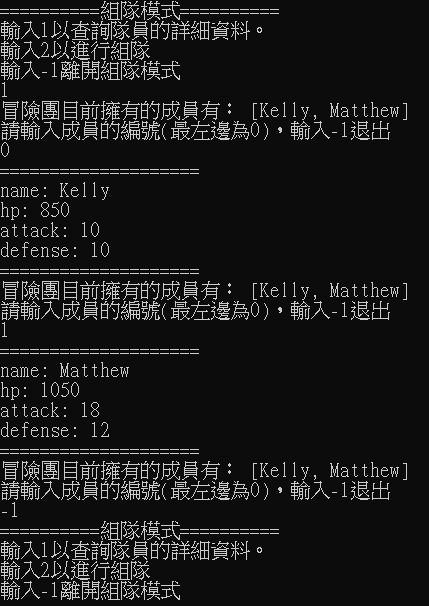 ==========組隊模式==========
輸入1以查詢隊員的詳細資料。
輸入2以進行組隊
輸入-1離開組隊模式
1
冒險團目前擁有的成員有： [Kelly, Matthew]
請輸入成員的編號(最左邊為0)，輸入-1退出
0
====================
name: Kelly
hp: 850
attack: 10
defense: 10
====================
冒險團目前擁有的成員有： [Kelly, Matthew]
請輸入成員的編號(最左邊為0)，輸入-1退出
1
====================
name: Matthew
hp: 1050
attack: 18
defense: 12
====================
冒險團目前擁有的成員有： [Kelly, Matthew]
請輸入成員的編號(最左邊為0)，輸入-1退出
-1
==========組隊模式==========
輸入1以查詢隊員的詳細資料。
輸入2以進行組隊
輸入-1離開組隊模式